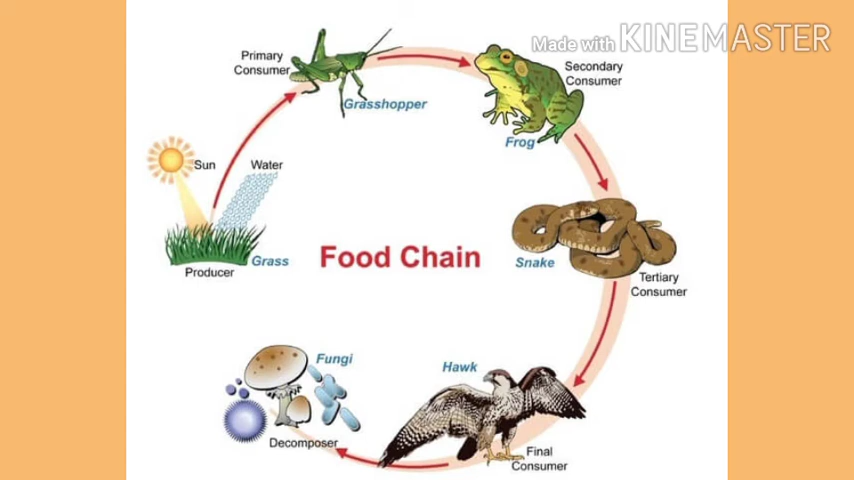 Made with KINEMASTER
Primary
Consumer
Grasshopper
Secondary
Consumer
Frog
Sun
Water
Grass
Producer
Food Chain
Snake
Tertiary
Consumer
Fungi
Hawk
Decomposer
Final
Consumer